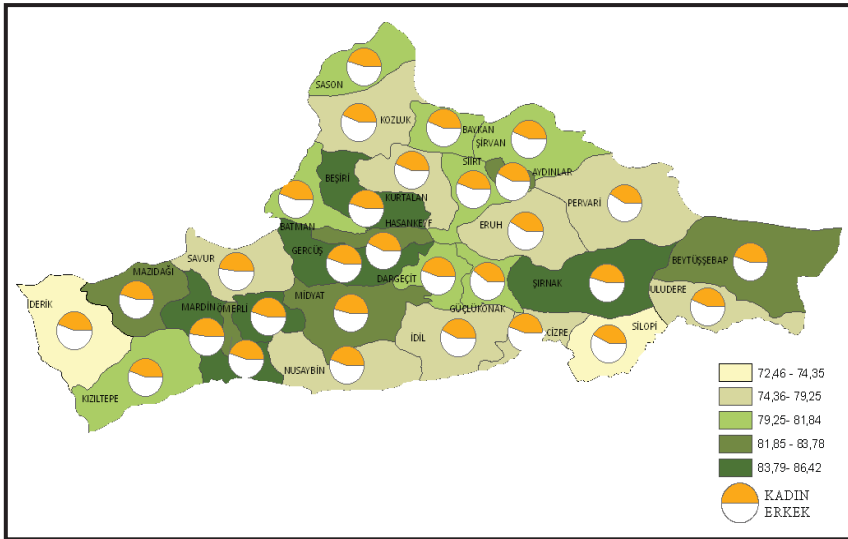 SASON
KOZLUK
BAYKAN
ŞİRVAN
SİİRT
AYDINLAR
BEŞİRİ
KURTALAN
PERVARİ
HASANKEYF
ERUH
BATMAN
GERCÜŞ
BEYTÜŞŞEBAP
SAVUR
MAZIDAĞI
DARGEÇİT
ŞIRNAK
ULUDERE
İDERİK
MARDİN
ÖMERLİ
MİDYAT
GÜÇLÜKONAK
CİZRE
SİLOPİ
İDİL
NUSAYBİN
KIZILTEPE
72,46 - 74,35
74,36 - 79,25
79,25- 81,84
81,85 - 83,78
83,79- 86,42
KADIN
ERKEK